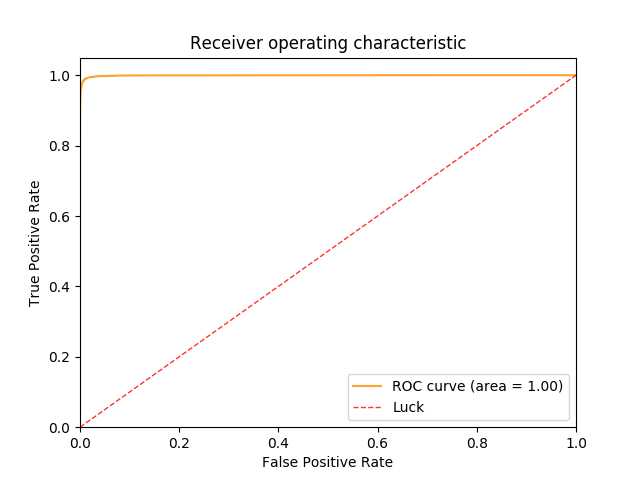 Receiver operating characteristic
True Positive Rate
1.0
0.8
0.6
0.4
0.2
0.0
ROC curve (area = 1.00)
Luck
0.0 0.2 0.4 0.6 0.8 1.0
False Positive Rate